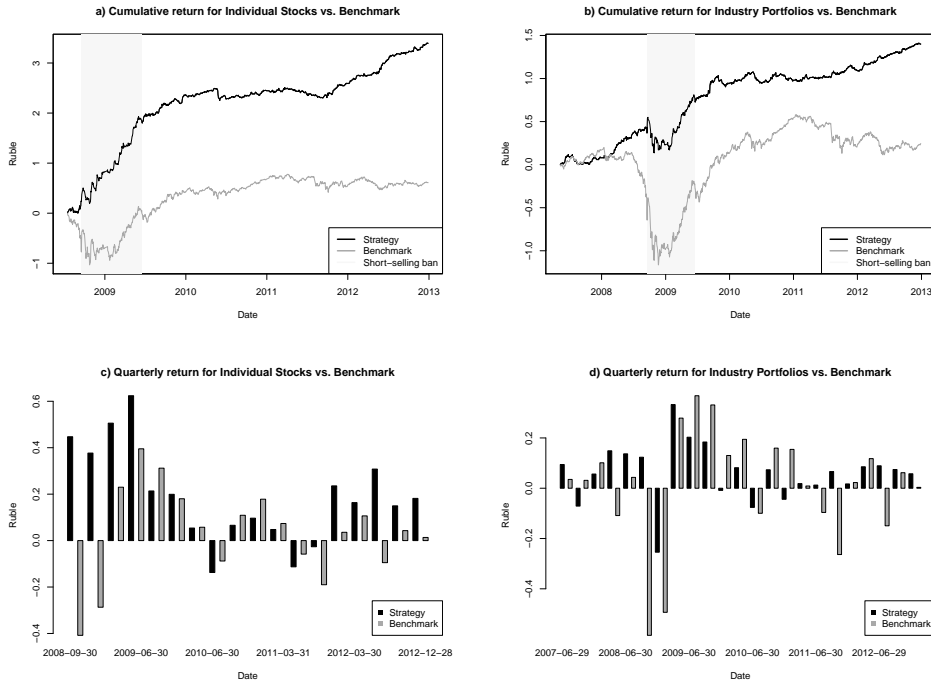 a) Cumulative return for Individual Stocks vs. Benchmark
Ruble
3
2
1
0
−1
2009
2010
2011
2012
2013
Date
Strategy
Benchmark
Short−selling ban
b) Cumulative return for Industry Portfolios vs. Benchmark
Ruble
1.5
1.0
0.5
0.0
−0.5
−1.0
2008
2009
2010
2011
2012
2013
Date
Strategy
Benchmark
Short−selling ban
c) Quarterly return for Individual Stocks vs. Benchmark
Ruble
0.6
0.4
0.2
0.0
−0.2
−0.4
2008−09−30
2009−06−30
2010−06−30
2011−03−31
2012−03−30
2012−12−28
Date
Strategy
Benchmark
d) Quarterly return for Industry Portfolios vs. Benchmark
Ruble
0.2
0.0
−0.2
−0.4
2007−06−29
2008−06−30
2009−06−30
2010−06−30
2011−06−30
2012−06−29
Date
Strategy
Benchmark